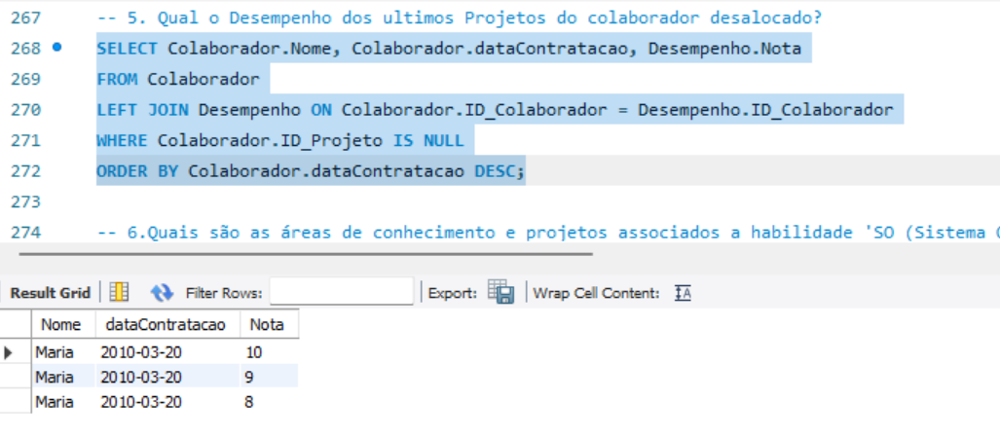 267 -- 5. Qual o Desempenho dos ultimos Projetos do colaborador desalocado?
268 SELECT Colaborador.Nome, Colaborador.dataContratacao, Desempenho.Nota
269 FROM Colaborador
270 LEFT JOIN Desempenho ON Colaborador.ID_Colaborador = Desempenho.ID_Colaborador
271 WHERE Colaborador.ID_Projeto IS NULL
272 ORDER BY Colaborador.dataContratacao DESC;
273
274 -- 6.Quais são as áreas de conhecimento e projetos associados a habilidade 'SO (Sistema
Result Grid Filter Rows: Export: Wrap Cell Content: IA
Nome dataContratacao Nota
Maria 2010-03-20 10
Maria 2010-03-20 9
Maria 2010-03-20 8